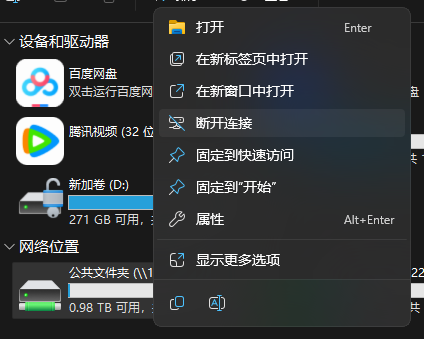 打开 Enter
设备和驱动器
在新标签页中打开
百度网盘
双击运行百度网
在新窗口中打开
断开连接
腾讯视频 (32 位
固定到快速访问
新加卷 (D:)
固定到"开始"
271 GB 可用,
属性 Alt+Enter
网络位置
显示更多选项
公共文件夹 (\\1
0.98 TB 可用,